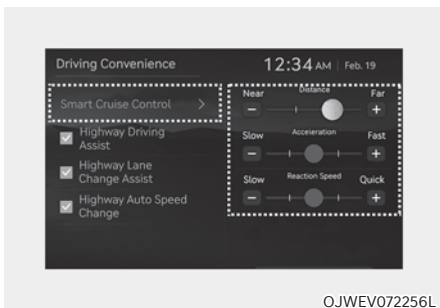 Driving Convenience
12:34 AM | Feb. 19
Smart Cruise Control >
Highway Driving
Assist
Highway Lane
Change Assist
Highway Auto Speed
Change
Near Distance Far
− +
Slow Acceleration Fast
− +
Slow Reaction Speed Quick
− +
OJWEV072256L